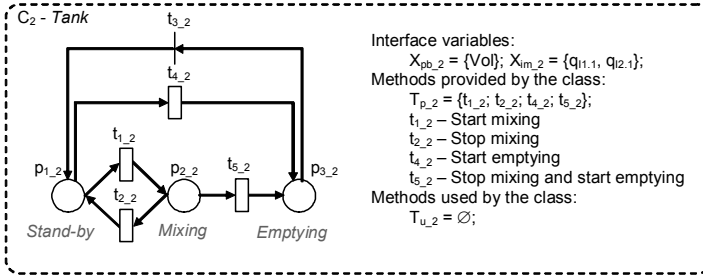 C2 - Tank
t3_2
t4_2
t1_2
p1_2
p2_2
t5_2
p3_2
t2_2
Stand-by
Mixing
Emptying
Interface variables:
Xpb_2 = {Vol}; Xim_2 = {qI1.1, qI2.1};
Methods provided by the class:
Tp_2 = {t1_2; t2_2; t4_2; t5_2};
t1_2 – Start mixing
t2_2 – Stop mixing
t4_2 – Start emptying
t5_2 – Stop mixing and start emptying
Methods used by the class:
Tu_2 = ∅;